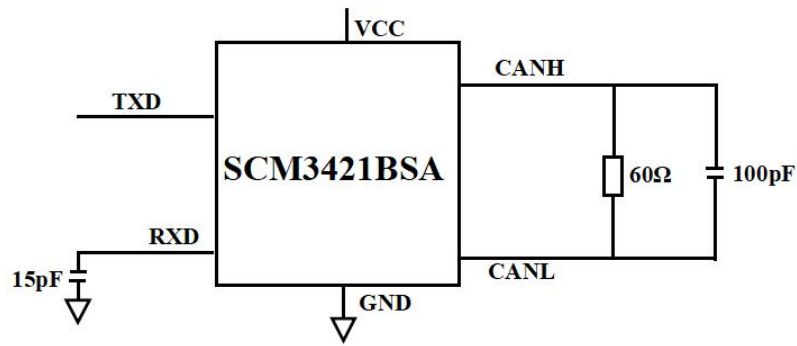 VCC
CANH
TXD
SCM3421BSA
60Ω
100pF
RXD
15pF
CANL
GND